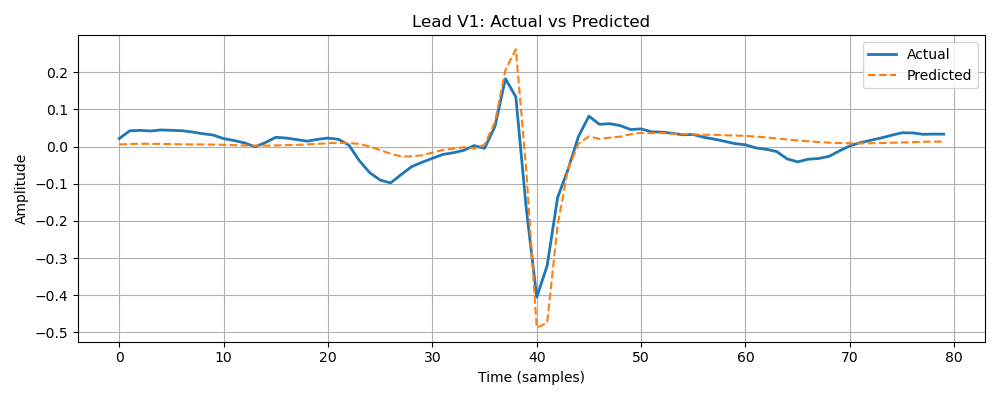 Lead V1: Actual vs Predicted
Actual
Predicted
Amplitude
0.2
0.1
0.0
−0.1
−0.2
−0.3
−0.4
−0.5
0 10 20 30 40 50 60 70 80
Time (samples)